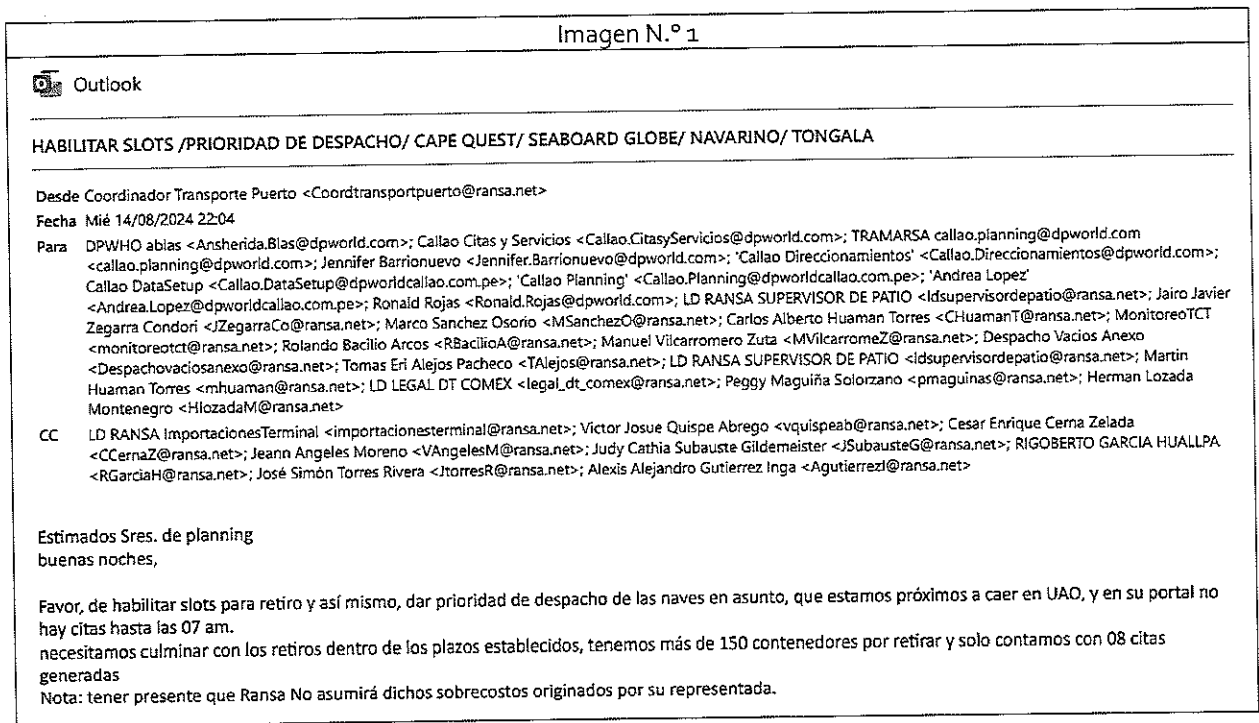 Imagen N.° 1
Outlook
HABILITAR SLOTS /PRIORIDAD DE DESPACHO/ CAPE QUEST/ SEABOARD GLOBE/ NAVARINO/ TONGALA
Desde Coordinador Transporte Puerto <Coordtransportpuerto@ransa.net>
Fecha Mié 14/08/2024 22:04
Para DPWHO ablas <Ansherida.Blas@dpworld.com>; Callao Citas y Servicios <Callao.CitasyServicios@dpworld.com>; TRAMARSA callao.planning@dpworld.com
<callao.planning@dpworld.com>; Jennifer Barrionuevo <Jennifer.Barrionuevo@dpworld.com>; 'Callao Direccionamientos' <Callao.Direccionamientos@dpworld.com>;
Callao DataSetup <Callao.DataSetup@dpworldcallao.com.pe>; 'Callao Planning' <Callao.Planning@dpworldcallao.com.pe>; 'Andrea Lopez'
<Andrea.Lopez@dpworldcallao.com.pe>; Ronald Rojas <Ronald.Rojas@dpworld.com>; LD RANSA SUPERVISOR DE PATIO <ldsupervisordepatio@ransa.net>; Jairo Javier
Zegarra Condori <JZegarraCo@ransa.net>; Marco Sanchez Osorio <MSanchezO@ransa.net>; Carlos Alberto Huaman Torres <CHuamanT@ransa.net>; MonitoreoTCT
<monitoreotct@ransa.net>; Rolando Bacilio Arcos <RBacilioA@ransa.net>; Manuel Vilcarromero Zuta <MVilcarromeZ@ransa.net>; Despacho Vacios Anexo
<Despachovaciosanexo@ransa.net>; Tomas Eri Alejos Pacheco <TAlejos@ransa.net>; LD RANSA SUPERVISOR DE PATIO <ldsupervisordepatio@ransa.net>; Martin
Huaman Torres <mhuaman@ransa.net>; LD LEGAL DT COMEX <legal_dt_comex@ransa.net>; Peggy Maguiña Solorzano <pmaguinas@ransa.net>; Herman Lozada
Montenegro <HlozadaM@ransa.net>
CC LD RANSA ImportacionesTerminal <importacionesterminal@ransa.net>; Victor Josue Quispe Abrego <vquispeab@ransa.net>; Cesar Enrique Cerna Zelada
<CCernaZ@ransa.net>; Jeann Angeles Moreno <VAngelesM@ransa.net>; Judy Cathia Subauste Gildemeister <JSubausteG@ransa.net>; RIGOBERTO GARCIA HUALLPA
<RGarciaH@ransa.net>; José Simón Torres Rivera <JtorresR@ransa.net>; Alexis Alejandro Gutierrez Inga <AgutierrezI@ransa.net>
Estimados Sres. de planning
buenas noches,
Favor, de habilitar slots para retiro y así mismo, dar prioridad de despacho de las naves en asunto, que estamos próximos a caer en UAO, y en su portal no
hay citas hasta las 07 am.
necesitamos culminar con los retiros dentro de los plazos establecidos, tenemos más de 150 contenedores por retirar y solo contamos con 08 citas
generadas
Nota: tener presente que Ransa No asumirá dichos sobrecostos originados por su representada.